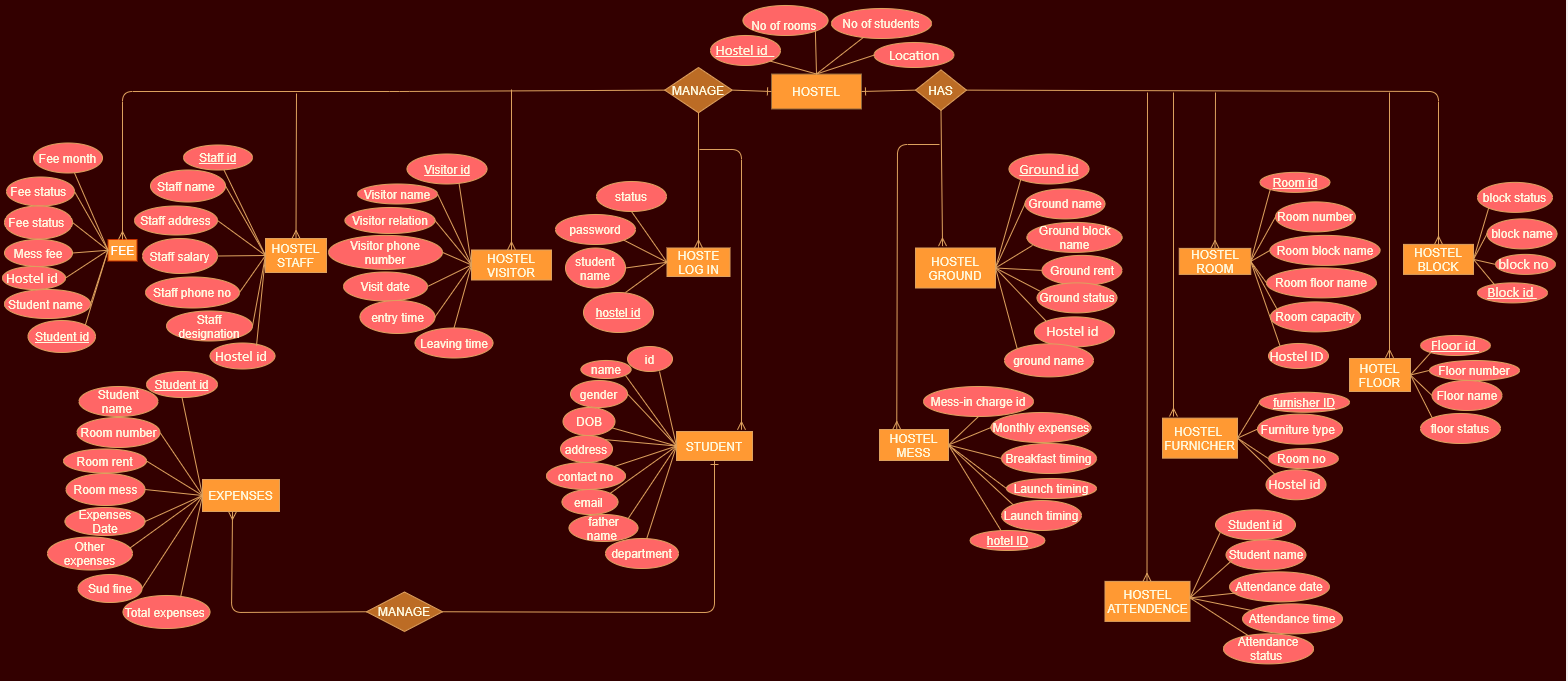 No of rooms
No of students
Hostel id
Location
MANAGE
HOSTEL
HAS
Fee month
Fee status
Fee status
Mess fee
Hostel id
Student name
Student id
FEE
Staff id
Staff name
Staff address
Staff salary
Staff phone no
Staff
designation
Hostel id
HOSTEL
STAFF
Visitor id
Visitor name
Visitor relation
Visitor phone
number
Visit date
entry time
Leaving time
HOSTEL
VISITOR
status
password
student
name
hostel id
HOSTE
LOG IN
Ground id
Ground name
Ground block
name
Ground rent
Ground status
Hostel id
ground name
HOSTEL
GROUND
Room id
Room number
Room block name
Room floor name
Room capacity
Hostel ID
HOSTEL
ROOM
block status
block name
block no
Block id
HOSTEL
BLOCK
Floor id
Floor number
Floor name
floor status
HOTEL
FLOOR
Student id
Student
name
Room number
Room rent
Room mess
Expenses
Date
Other
expenses
Sud fine
Total expenses
EXPENSES
id
name
gender
DOB
address
contact no
email
father
name
department
STUDENT
Mess-in charge id
Monthly expenses
Breakfast timing
Launch timing
Launch timing
hotel ID
HOSTEL
MESS
furnisher ID
Furniture type
Room no
Hostel id
HOSTEL
FURNICHER
Student id
Student name
Attendance date
Attendance time
Attendance
status
HOSTEL
ATTENDENCE
MANAGE